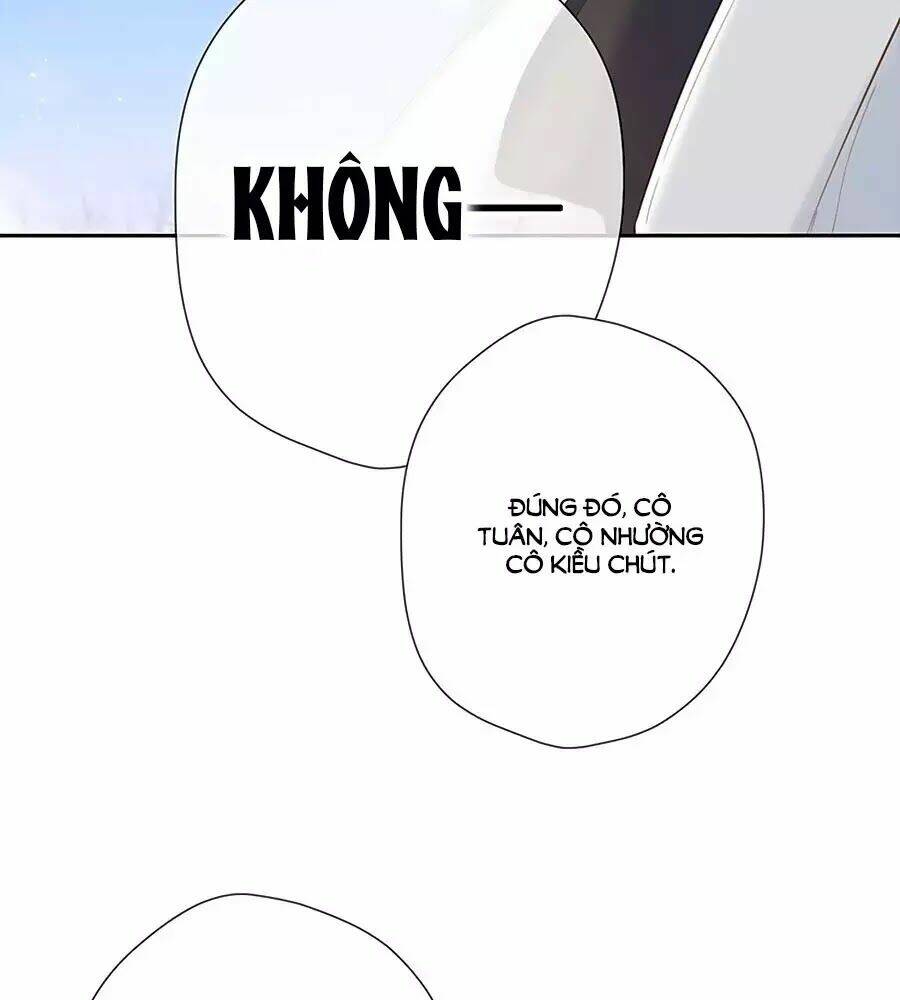 KHÔNG—
ĐÚNG ĐÓ, CÔ
TUÂN, CÔ NHƯỜNG
CÔ KIỀU CHÚT.